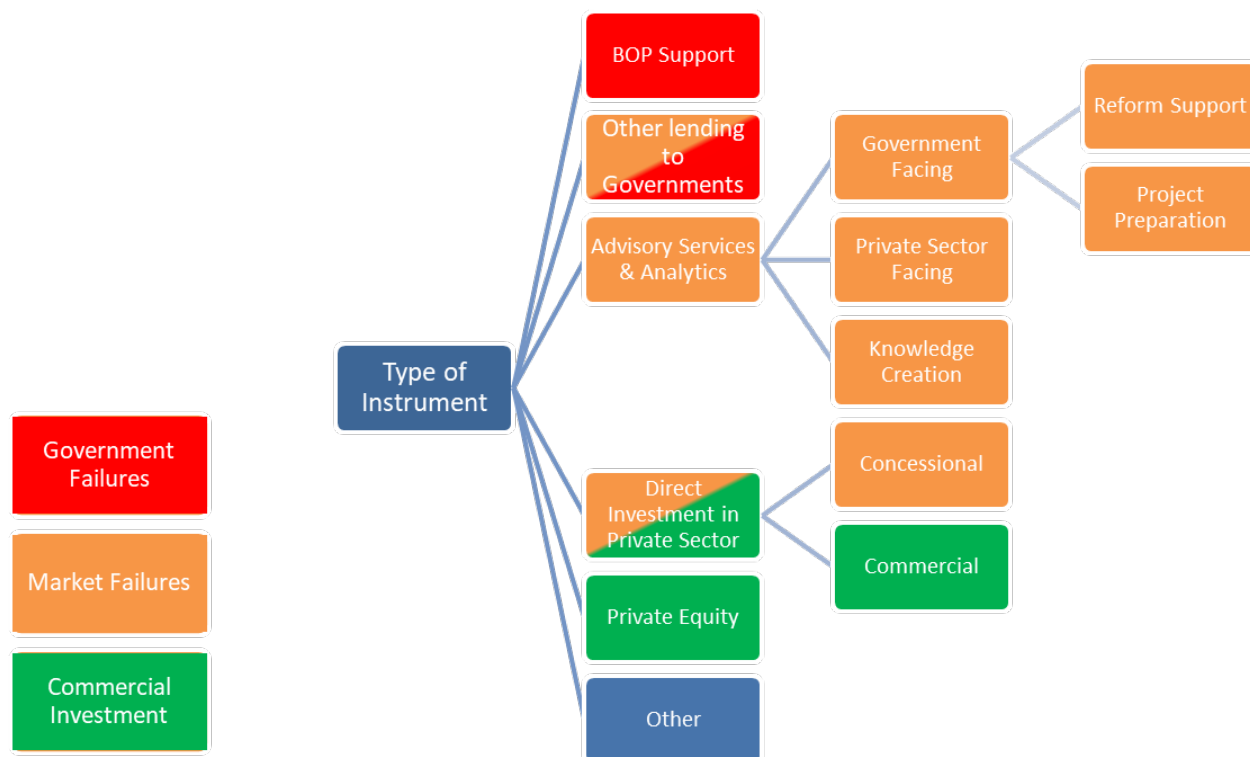 BOP Support
Other lending
to
Governments
Advisory Services
& Analytics
Government
Facing
Reform Support
Project
Preparation
Private Sector
Facing
Knowledge
Creation
Type of
Instrument
Government
Failures
Market Failures
Commercial
Investment
Direct
Investment in
Private Sector
Concessional
Commercial
Private Equity
Other